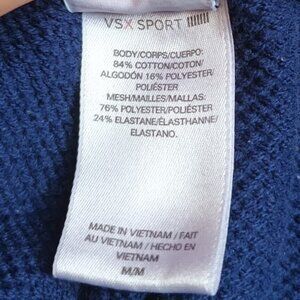 VSX SPORT
BODY/CORPS/CUERPO:
84% COTTON/COTON/
ALGODÓN 16% POLYESTER/
POLIÉSTER
MESH/MAILLES/MALLAS:
76% POLYESTER/POLIÉSTER
24% ELASTANE/ÉLASTHANNE/
ELASTANO.
MADE IN VIETNAM / FAIT
AU VIETNAM / HECHO EN
VIETNAM
M/M